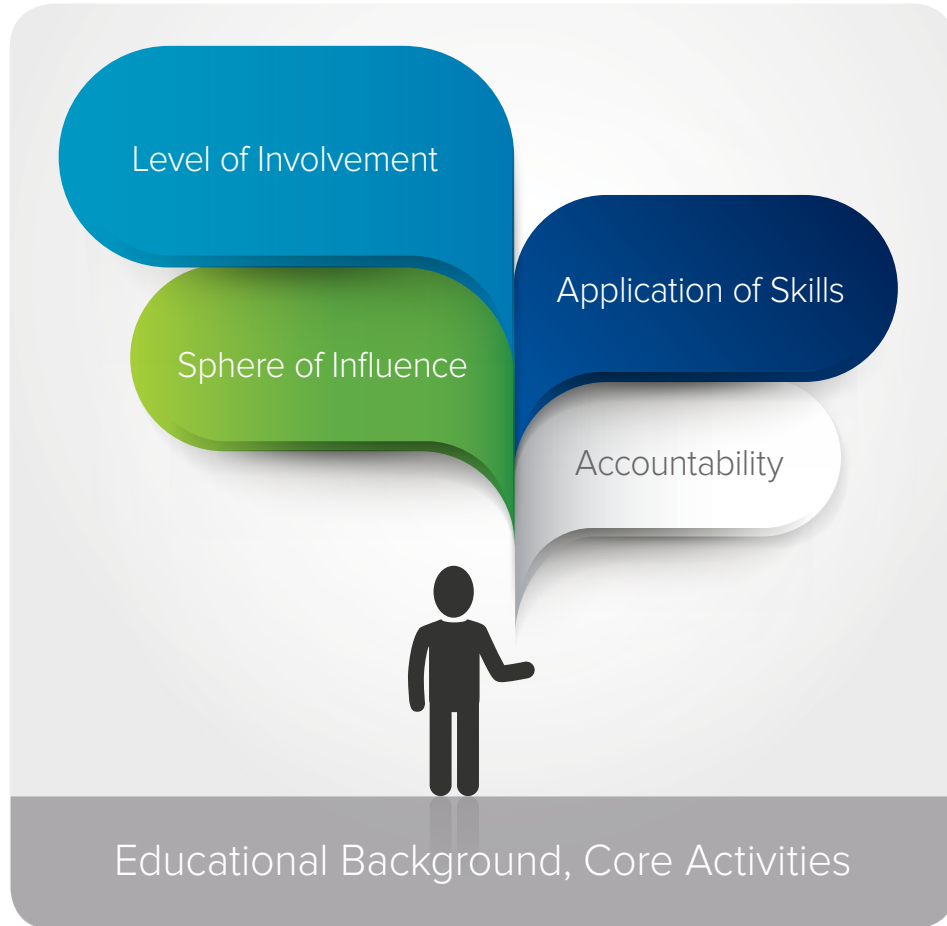 Level of Involvement
Application of Skills
Sphere of Influence
Accountability
Educational Background, Core Activities